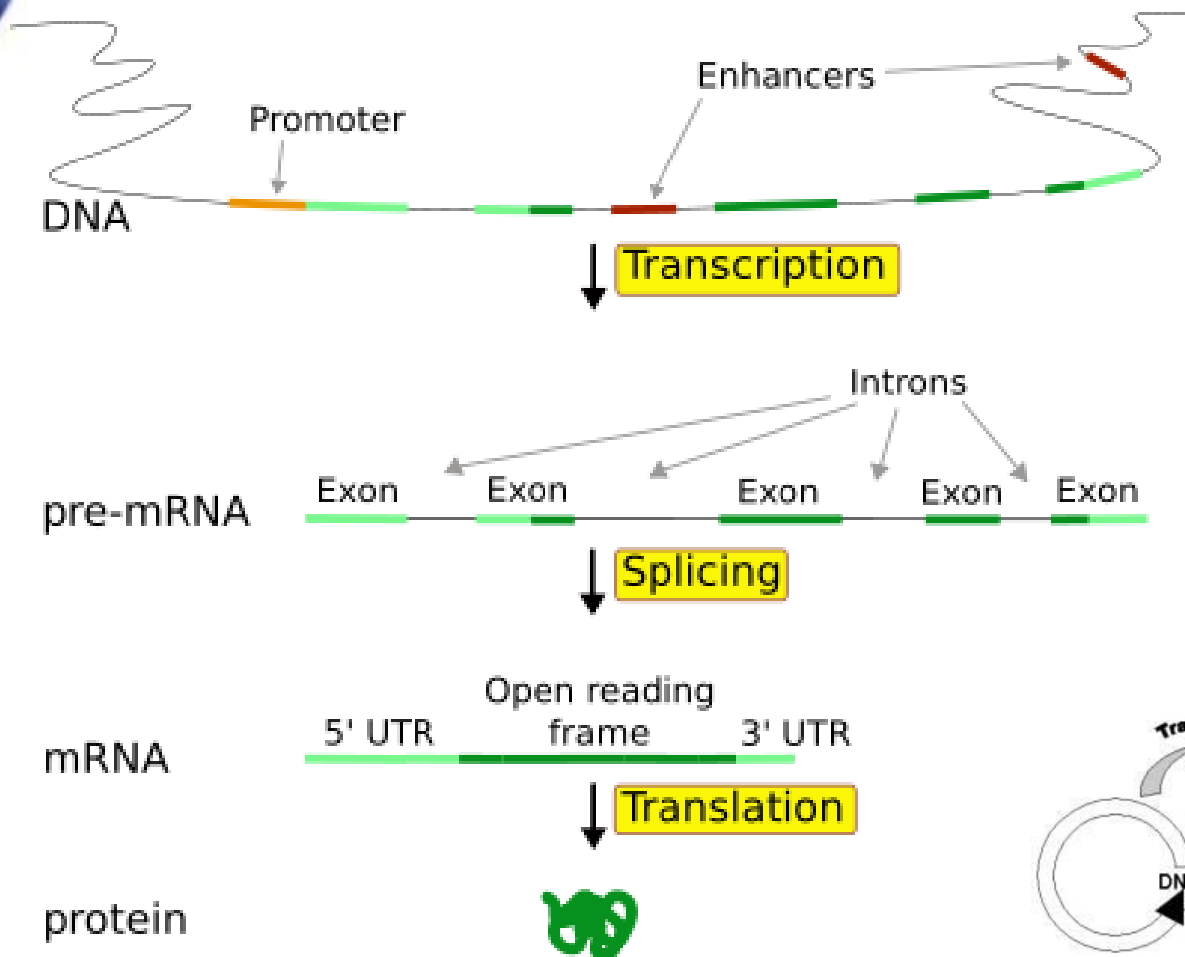 Enhancers
Promoter
DNA
Transcription
Introns
Exon Exon Exon Exon Exon
pre-mRNA
Splicing
Open reading
5' UTR frame 3' UTR
mRNA
Translation
protein